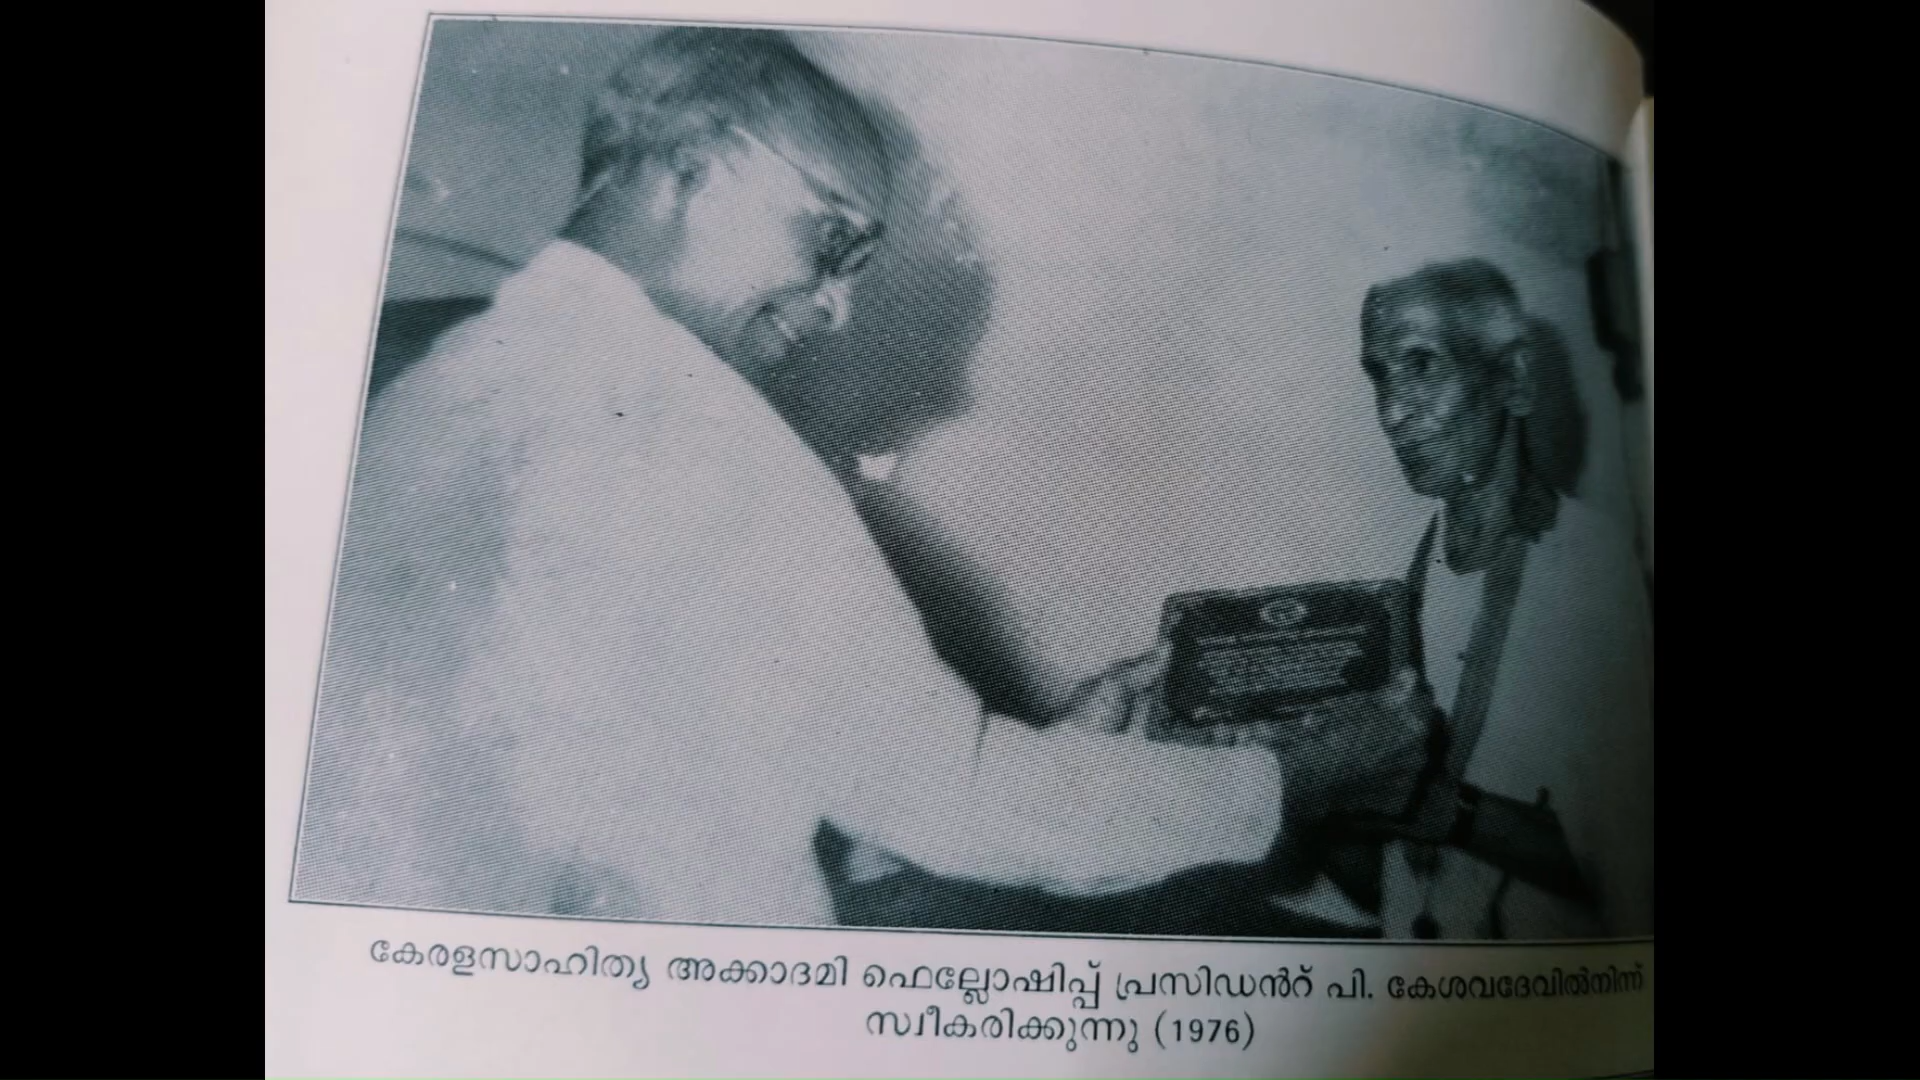 കേരളസാഹിത്യ അക്കാദമി ഫെല്ലോഷിപ്പ് പ്രസിഡൻറ് പി. കേശവദേവിൽനിന്ന്
സ്വീകരിക്കുന്നു (1976)